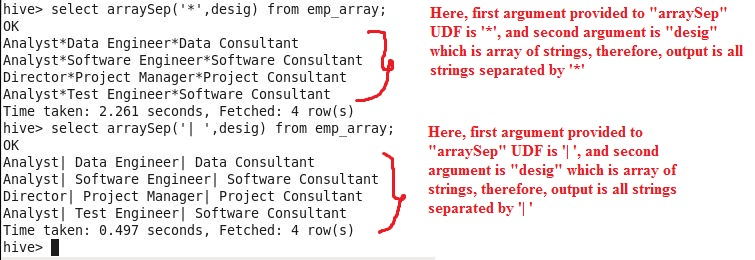 hive> select arraySep('*',desig) from emp_array;
OK
Analyst*Data Engineer*Data Consultant
Analyst*Software Engineer*Software Consultant
Director*Project Manager*Project Consultant
Analyst*Test Engineer*Software Consultant
Time taken: 2.261 seconds, Fetched: 4 row(s)
hive> select arraySep('| ',desig) from emp_array;
OK
Analyst| Data Engineer| Data Consultant
Analyst| Software Engineer| Software Consultant
Director| Project Manager| Project Consultant
Analyst| Test Engineer| Software Consultant
Time taken: 0.497 seconds, Fetched: 4 row(s)
hive>
Here, first argument provided to "arraySep"
UDF is '*', and second argument is "desig"
which is array of strings, therefore, output is all
strings separated by '*'
Here, first argument provided to
"arraySep" UDF is '| ', and second
argument is "desig" which is array of
strings, therefore, output is all strings
separated by '| '